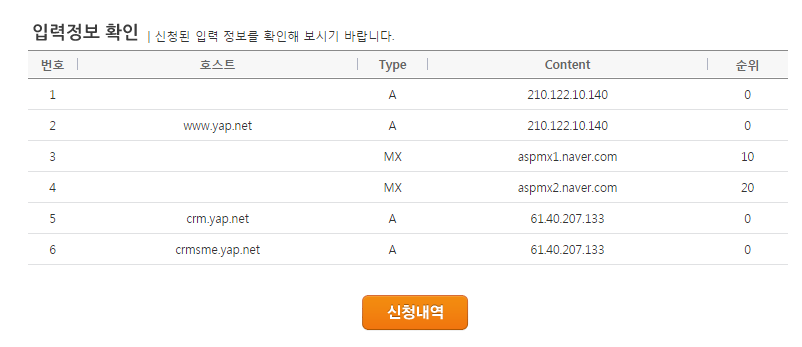 입력정보 확인 | 신청된 입력 정보를 확인해 보시기 바랍니다.
번호 호스트 Type Content 순위
1 A 210.122.10.140 0
2 www.yap.net A 210.122.10.140 0
3 MX aspmx1.naver.com 10
4 MX aspmx2.naver.com 20
5 crm.yap.net A 61.40.207.133 0
6 crmsme.yap.net A 61.40.207.133 0
신청내역